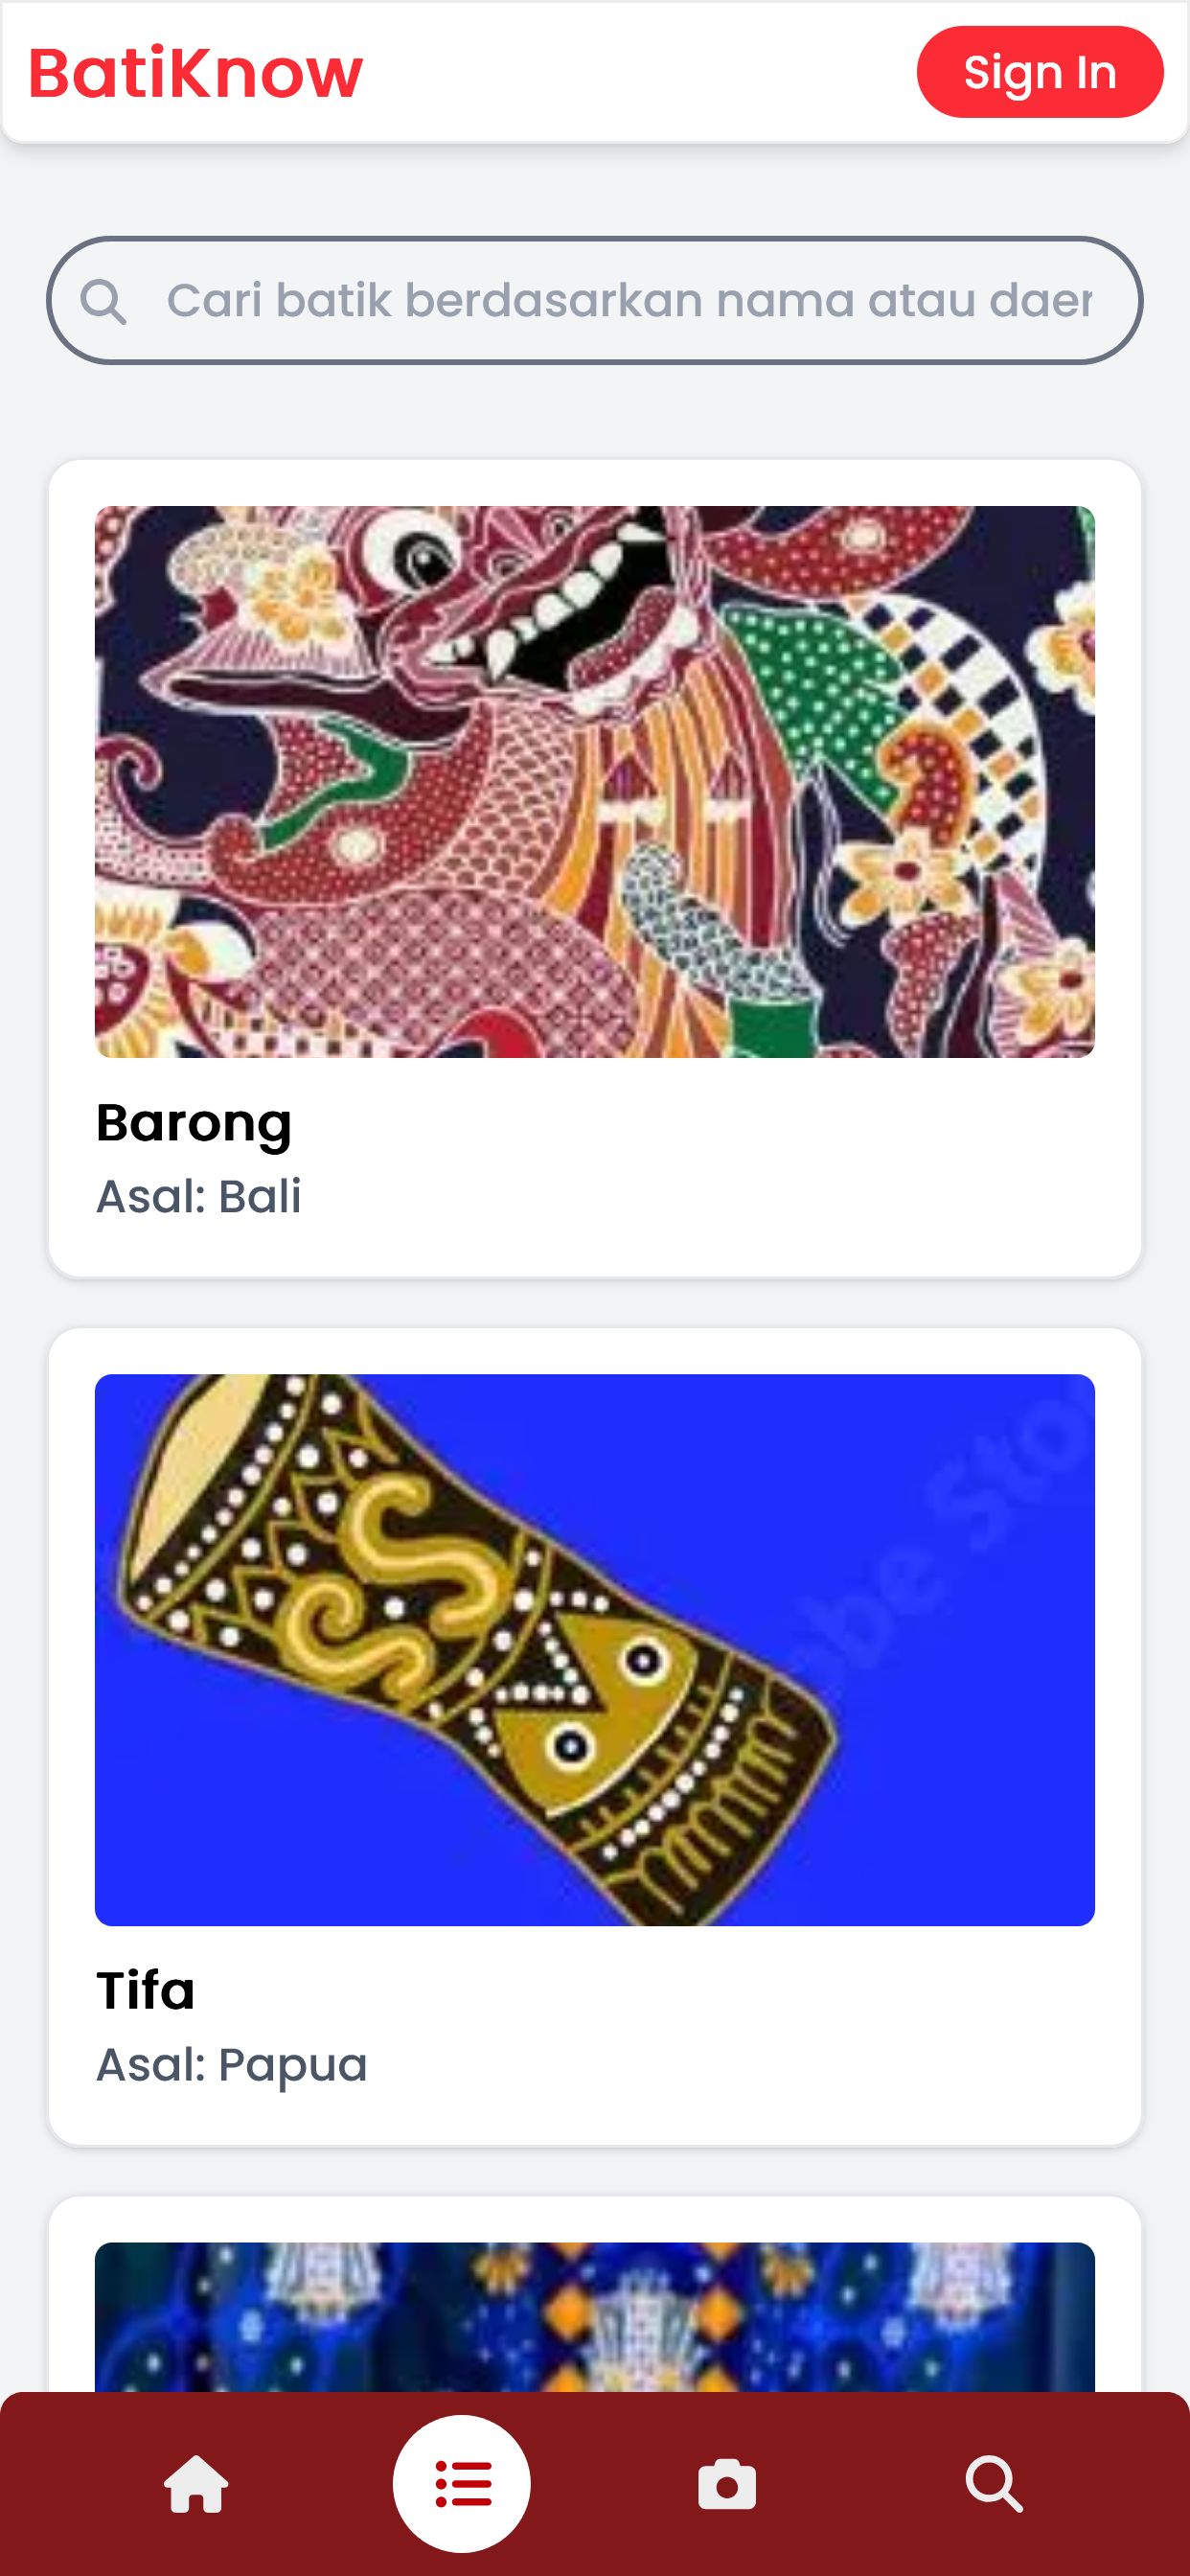 BatiKnow
Sign In
Cari batik berdasarkan nama atau daer
Barong
Asal: Bali
Tifa
Asal: Papua